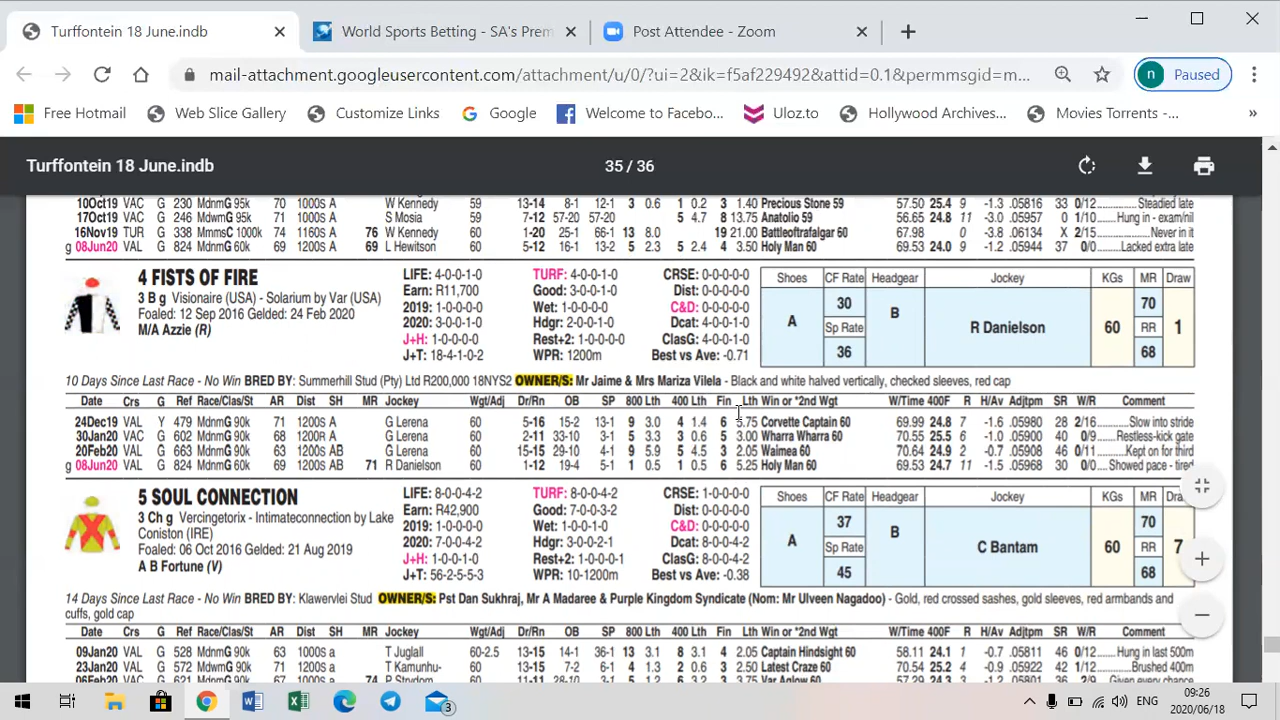 Turffontein 18 June.indb
World Sports Betting - SA's Prem
Post Attendee - Zoom
mail-attachment.googleusercontent.com/attachment/u/0/?ui=2&ik=f5af229492&attid=0.1&permmsgid=m...
n Paused
Free Hotmail Web Slice Gallery Customize Links Google Welcome to Facebo... Uloz.to Hollywood Archives... Movies Torrents -... »
Turffontein 18 June.indb 35 / 36
10Oct19 VAC G 230 MdnmG 95k 70 1000S A W Kennedy 60 13-14 8-1 12-1 3 0.6 1 0.2 3 1.40 Precious Stone 59 57.50 25.4 9 -1.3 .05816 33 0/12 Steadied late
17Oct19 VAC G 246 MdwmG 95k 71 1000S A S Mosia 60 7-12 57-20 57-20 5 4.7 8 13.75 Anatolio 59 56.65 24.8 11 -3.0 .05957 0 1/10 Hung in - exam/nil
16Nov19 TUR G 338 MmmsC 1000k 74 1160S A 76 W Kennedy 60 1-20 25-1 66-1 13 8.0 19 21.00 Battleoftrafalgar 60 67.98 0 -3.8 .06134 X 2/15 Never in it
g 08Jun20 VAL G 824 MdnmG 90k 69 1200S A 69 L Hewitson 60 5-12 16-1 13-2 5 2.3 5 2.4 4 3.50 Holy Man 60 69.53 24.0 9 -1.2 .05944 37 0/0 Lacked extra late
4 FISTS OF FIRE
3 B g Visionaire (USA) - Solarium by Var (USA)
Foaled: 12 Sep 2016 Gelded: 24 Feb 2020
M/A Azzie (R)
LIFE: 4-0-0-1-0 TURF: 4-0-0-1-0 CRSE: 0-0-0-0-0
Earn: R11,700 Good: 3-0-0-1-0 Dist: 0-0-0-0-0
2019: 1-0-0-0-0 Wet: 1-0-0-0-0 C&D: 0-0-0-0-0
2020: 3-0-0-1-0 Hdgr: 2-0-0-1-0 Dcat: 4-0-0-1-0
J+H: 1-0-0-0-0 Rest+2: 1-0-0-0-0 ClasG: 4-0-0-1-0
J+T: 18-4-1-0-2 WPR: 1200m Best vs Ave: -0.71
Shoes CF Rate Headgear Jockey KGs MR Draw
A 30 B R Danielson 60 70 1
Sp Rate RR
36 68
10 Days Since Last Race - No Win BRED BY: Summerhill Stud (Pty) Ltd R200,000 18NYS2 OWNER/S: Mr Jaime & Mrs Mariza Vilela - Black and white halved vertically, checked sleeves, red cap
Date Crs G Ref Race/Clas/St AR Dist SH MR Jockey Wgt/Adj Dr/Rn OB SP 800 Lth 400 Lth Fin Lth Win or *2nd Wgt W/Time 400F R H/Av Adjtpm SR W/R Comment
24Dec19 VAL Y 479 MdnmG 90k 71 1200S A G Lerena 60 5-16 15-2 13-1 9 3.0 4 1.4 6 5.75 Corvette Captain 60 69.99 24.8 7 -1.6 .05980 28 2/16 Slow into stride
30Jan20 VAC G 602 MdnmG 90k 68 1200R A G Lerena 60 2-11 33-10 3-1 5 3.3 3 0.6 5 3.00 Wharra Wharra 60 70.55 25.5 6 -1.0 .05900 40 0/9 Restless-kick gate
20Feb20 VAL G 663 MdnmG 90k 71 1200S AB G Lerena 60 15-15 29-10 4-1 9 5.9 5 4.5 3 2.05 Waimea 60 70.64 24.9 2 -0.5 .05908 46 0/11 Kept on for third
g 08Jun20 VAL G 824 MdnmG 90k 69 1200S AB 71 R Danielson 60 1-12 19-4 5-1 1 0.5 1 0.5 6 5.25 Holy Man 60 69.53 24.7 11 -1.5 .05968 30 0/0 Showed pace - tired
5 SOUL CONNECTION
3 Ch g Vercingetorix - Intimateconnection by Lake
Coniston (IRE)
Foaled: 06 Oct 2016 Gelded: 21 Aug 2019
A B Fortune (V)
LIFE: 8-0-0-4-2 TURF: 8-0-0-4-2 CRSE: 1-0-0-0-0
Earn: R42,900 Good: 7-0-0-3-2 Dist: 0-0-0-0-0
2019: 1-0-0-0-0 Wet: 1-0-0-1-0 C&D: 0-0-0-0-0
2020: 7-0-0-4-2 Hdgr: 3-0-0-2-1 Dcat: 8-0-0-4-2
J+H: 1-0-0-1-0 Rest+2: 1-0-0-0-1 ClasG: 8-0-0-4-2
J+T: 56-2-5-5-3 WPR: 10-1200m Best vs Ave: -0.38
Shoes CF Rate Headgear Jockey KGs MR Draw
A 37 B C Bantam 60 70 7
Sp Rate RR
45 68
14 Days Since Last Race - No Win BRED BY: Klawervlei Stud OWNER/S: Pst Dan Sukhraj, Mr A Madaree & Purple Kingdom Syndicate (Nom: Mr Ulveen Nagadoo) - Gold, red crossed sashes, gold sleeves, red armbands and
cuffs, gold cap
Date Crs G Ref Race/Clas/St AR Dist SH MR Jockey Wgt/Adj Dr/Rn OB SP 800 Lth 400 Lth Fin Lth Win or *2nd Wgt W/Time 400F R H/Av Adjtpm SR W/R Comment
09Jan20 VAC G 528 MdnmG 90k 63 1000S a T Juglall 60-2.5 13-15 14-1 36-1 13 3.1 8 3.1 4 2.05 Captain Hindsight 60 58.11 24.1 1 -0.7 .05811 46 0/12 Hung in last 500m
23Jan20 VAC G 572 MdwmG 90k 71 1200S a T Kamunhu- 60 13-15 7-2 6-1 4 1.3 2 0.6 3 2.50 Latest Craze 60 70.54 25.2 4 -0.9 .05903 42 1/12 Brushed 400m
ENG 09:26
2020/06/18
3